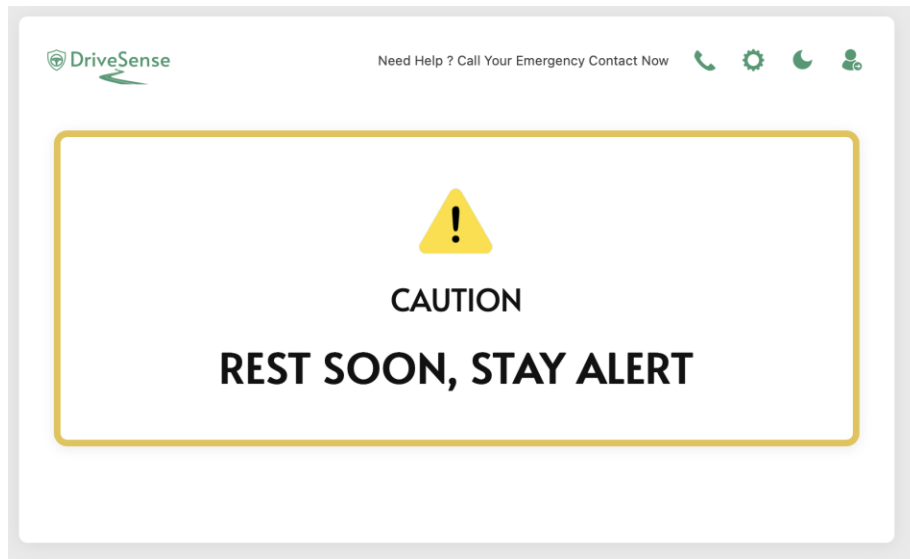 DriveSense
Need Help ? Call Your Emergency Contact Now
CAUTION
REST SOON, STAY ALERT